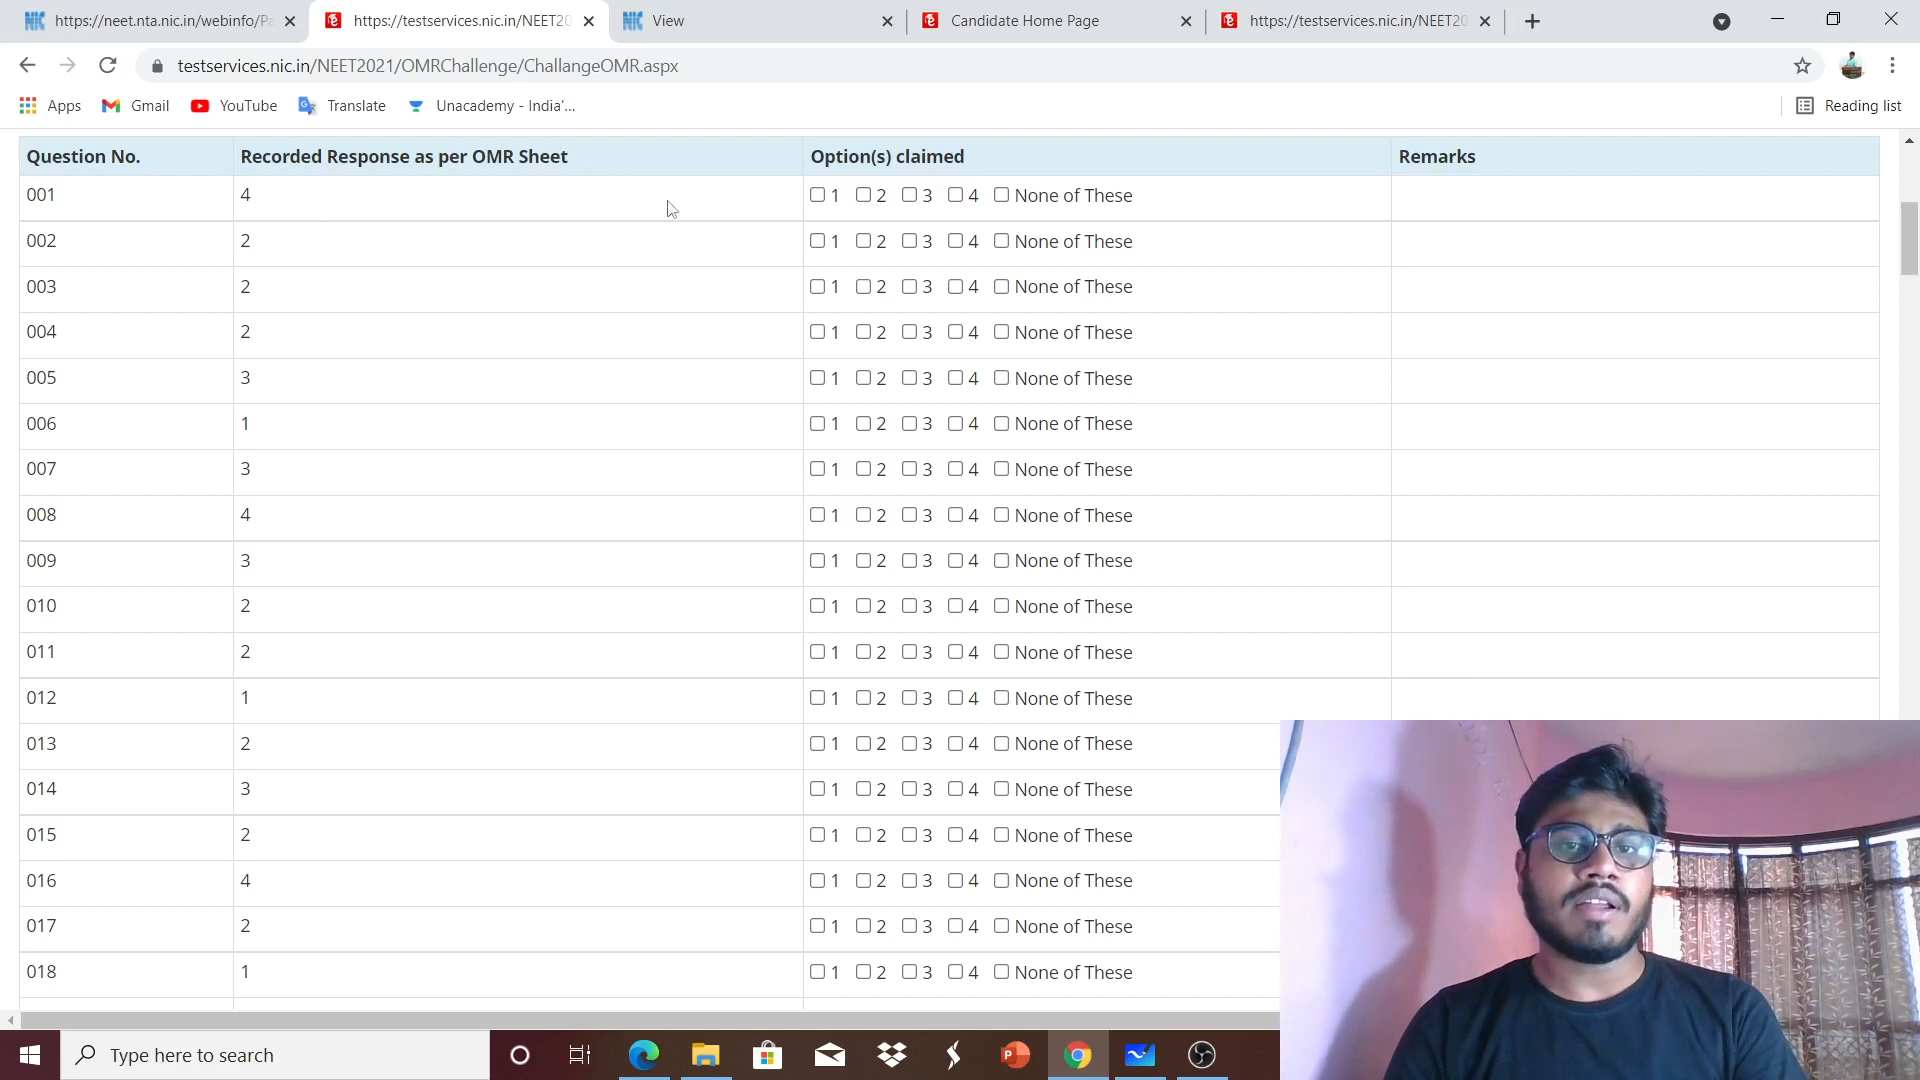 https://neet.nta.nic.in/webinfo/Pa
https://testservices.nic.in/NEET20
View
Candidate Home Page
https://testservices.nic.in/NEET20
testservices.nic.in/NEET2021/OMRChallenge/ChallangeOMR.aspx
Apps Gmail YouTube Translate Unacademy - India'... Reading list
Question No. Recorded Response as per OMR Sheet Option(s) claimed Remarks
001 4 1 2 3 4 None of These
002 2 1 2 3 4 None of These
003 2 1 2 3 4 None of These
004 2 1 2 3 4 None of These
005 3 1 2 3 4 None of These
006 1 1 2 3 4 None of These
007 3 1 2 3 4 None of These
008 4 1 2 3 4 None of These
009 3 1 2 3 4 None of These
010 2 1 2 3 4 None of These
011 2 1 2 3 4 None of These
012 1 1 2 3 4 None of These
013 2 1 2 3 4 None of These
014 3 1 2 3 4 None of These
015 2 1 2 3 4 None of These
016 4 1 2 3 4 None of These
017 2 1 2 3 4 None of These
018 1 1 2 3 4 None of These
Type here to search